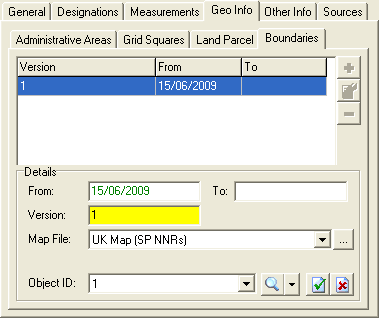 General Designations Measurements Geo Info Other Info Sources
Administrative Areas Grid Squares Land Parcel Boundaries
Version From To
1 15/06/2009
Details
From: 15/06/2009 To:
Version: 1
Map File: UK Map (SP NNRs) ...
Object ID: 1